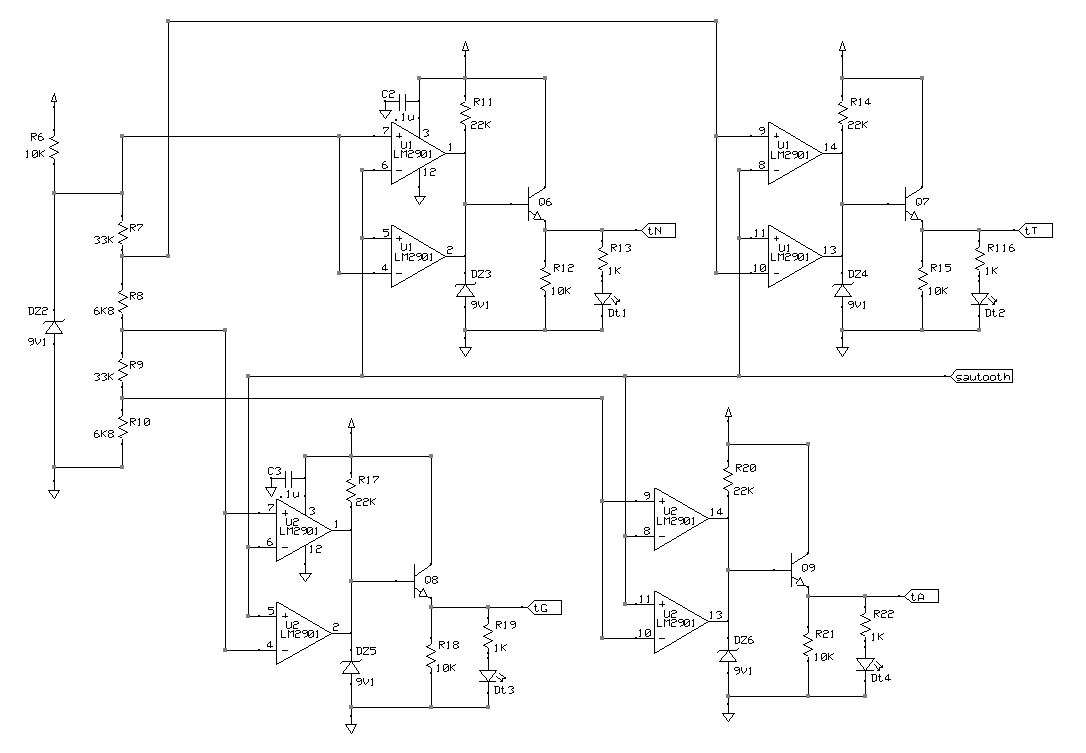 C2
.1u
R11
22K
R14
22K
R6
10K
7
+
3
U1
LM2901
1
6
-
12
9
+
U1
LM2901
14
8
-
R7
33K
Q6
Q7
tN
tT
5
+
U1
LM2901
2
4
-
11
+
U1
LM2901
13
10
-
R13
1K
R116
1K
DZ3
9V1
R12
10K
DZ4
9V1
R15
10K
R8
6K8
DZ2
9V1
Dt1
Dt2
R9
33K
sawtooth
R10
6K8
C3
.1u
R17
22K
R20
22K
7
+
3
U2
LM2901
1
6
-
12
9
+
U2
LM2901
14
8
-
Q8
Q9
tG
tA
5
+
U2
LM2901
2
4
-
11
+
U2
LM2901
13
10
-
R19
1K
R22
1K
DZ5
9V1
R18
10K
DZ6
9V1
R21
10K
Dt3
Dt4